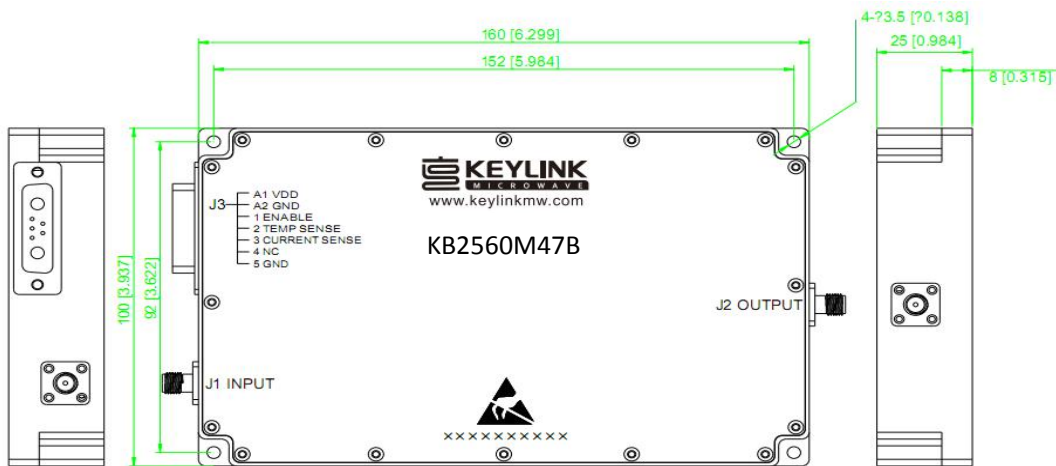 160 [6.299]
152 [5.984]
4-?3.5 [?0.138]
25 [0.984]
8 [0.315]
100 [3.937]
92 [3.622]
KEYLINK
MICROWAVE
www.keylinkmw.com
KB2560M47B
J3
A1 VDD
A2 GND
1 ENABLE
2 TEMP SENSE
3 CURRENT SENSE
4 NC
5 GND
J2 OUTPUT
J1 INPUT
××××××××××